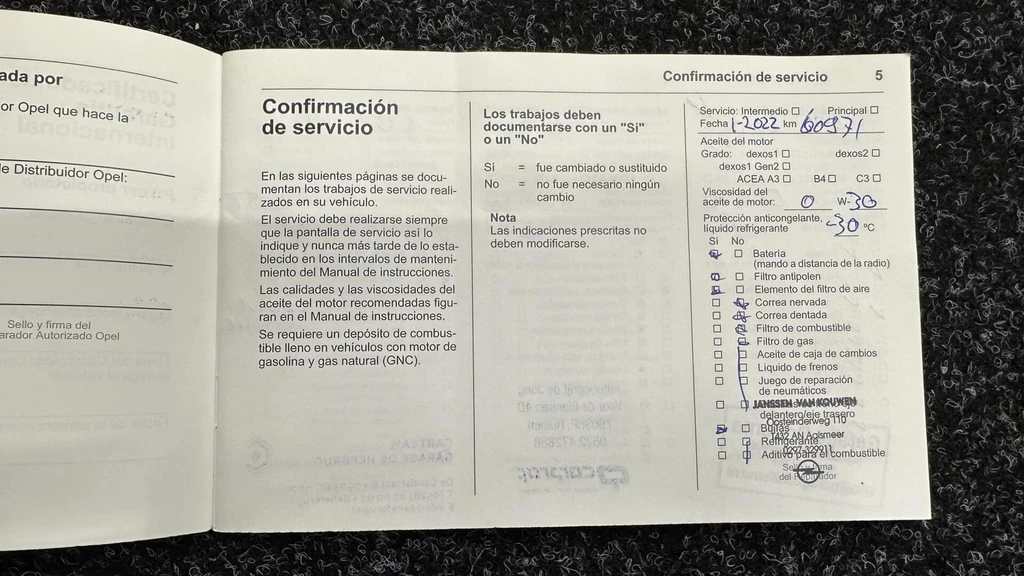 ada por
or Opel que hace la
le Distribuidor Opel:
Sello y firma del
arador Autorizado Opel
Confirmación de servicio 5
Confirmación
de servicio
En las siguientes páginas se docu-
mentan los trabajos de servicio reali-
zados en su vehículo.
El servicio debe realizarse siempre
que la pantalla de servicio así lo
indique y nunca más tarde de lo esta-
blecido en los intervalos de manteni-
miento del Manual de instrucciones.
Las calidades y las viscosidades del
aceite del motor recomendadas figu-
ran en el Manual de instrucciones.
Se requiere un depósito de combus-
tible lleno en vehículos con motor de
gasolina y gas natural (GNC).
Los trabajos deben
documentarse con un "Sí"
o un "No"
Sí = fue cambiado o sustituido
No = no fue necesario ningún
cambio
Nota
Las indicaciones prescritas no
deben modificarse.
Servicio: Intermedio ☐ Principal ☐
Fecha 1-2022 km 60971
Aceite del motor
Grado: dexos1 ☐ dexos2 ☐
dexos1 Gen2 ☐
ACEA A3 ☐ B4 ☐ C3 ☐
Viscosidad del
aceite de motor: 0 W-30
Protección anticongelante,
líquido refrigerante -30 °C
Sí No
Batería
(mando a distancia de la radio)
Filtro antipolen
Elemento del filtro de aire
Correa nervada
Correa dentada
Filtro de combustible
Filtro de gas
Aceite de caja de cambios
Líquido de frenos
Juego de reparación
de neumáticos
JANSSEN VAN KOUWEN
delantero/eje trasero
Oosteinderweg 110
Bujías
1432 AN Aalsmeer
Refrigerante
0297-329911
Aditivo para el combustible
Sello y firma
del Reparador